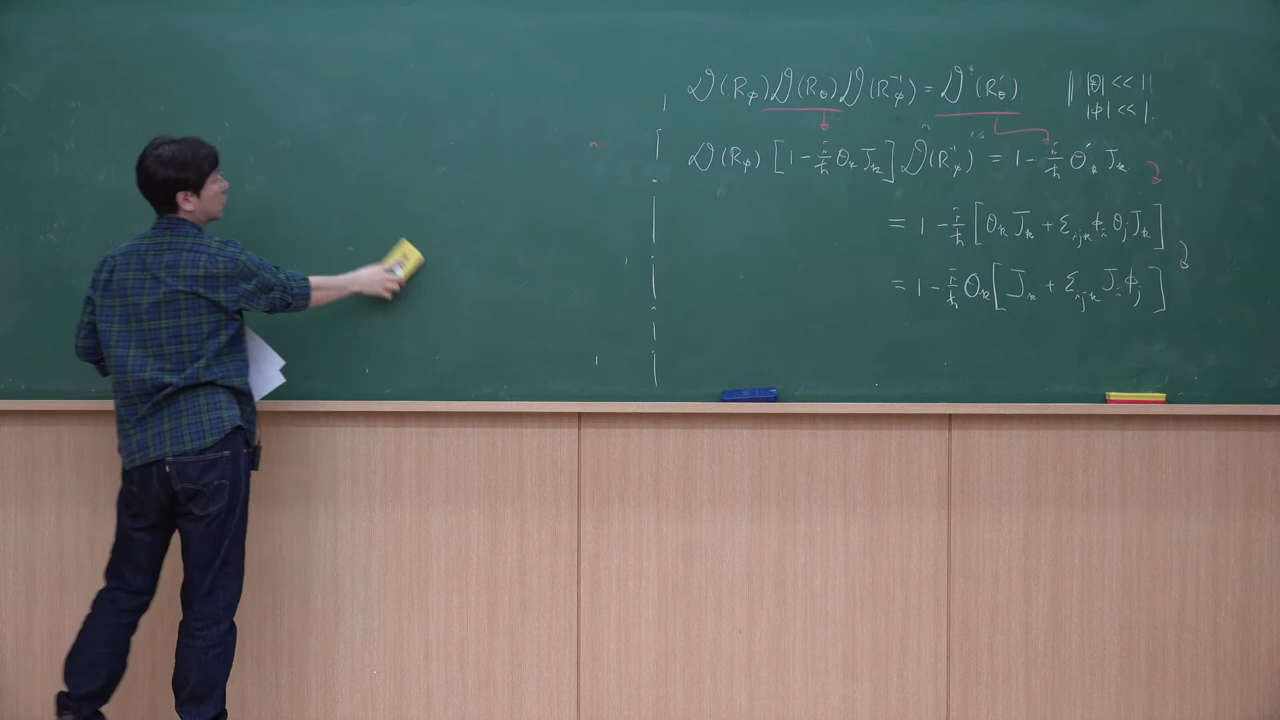 𝒟(R_φ)𝒟(R_θ)𝒟(R_φ^{-1}) = 𝒟(R_θ') ‖ |θ| << 1
|φ| << 1.
𝒟(R_φ) [1 - i/ħ θ_k J_k] 𝒟(R_φ^{-1}) = 1 - i/ħ θ'_k J_k
= 1 - i/ħ [θ_k J_k + ε_{ijk} φ_i θ_j J_k]
= 1 - i/ħ θ_k [J_k + ε_{ijk} J_i φ_j]